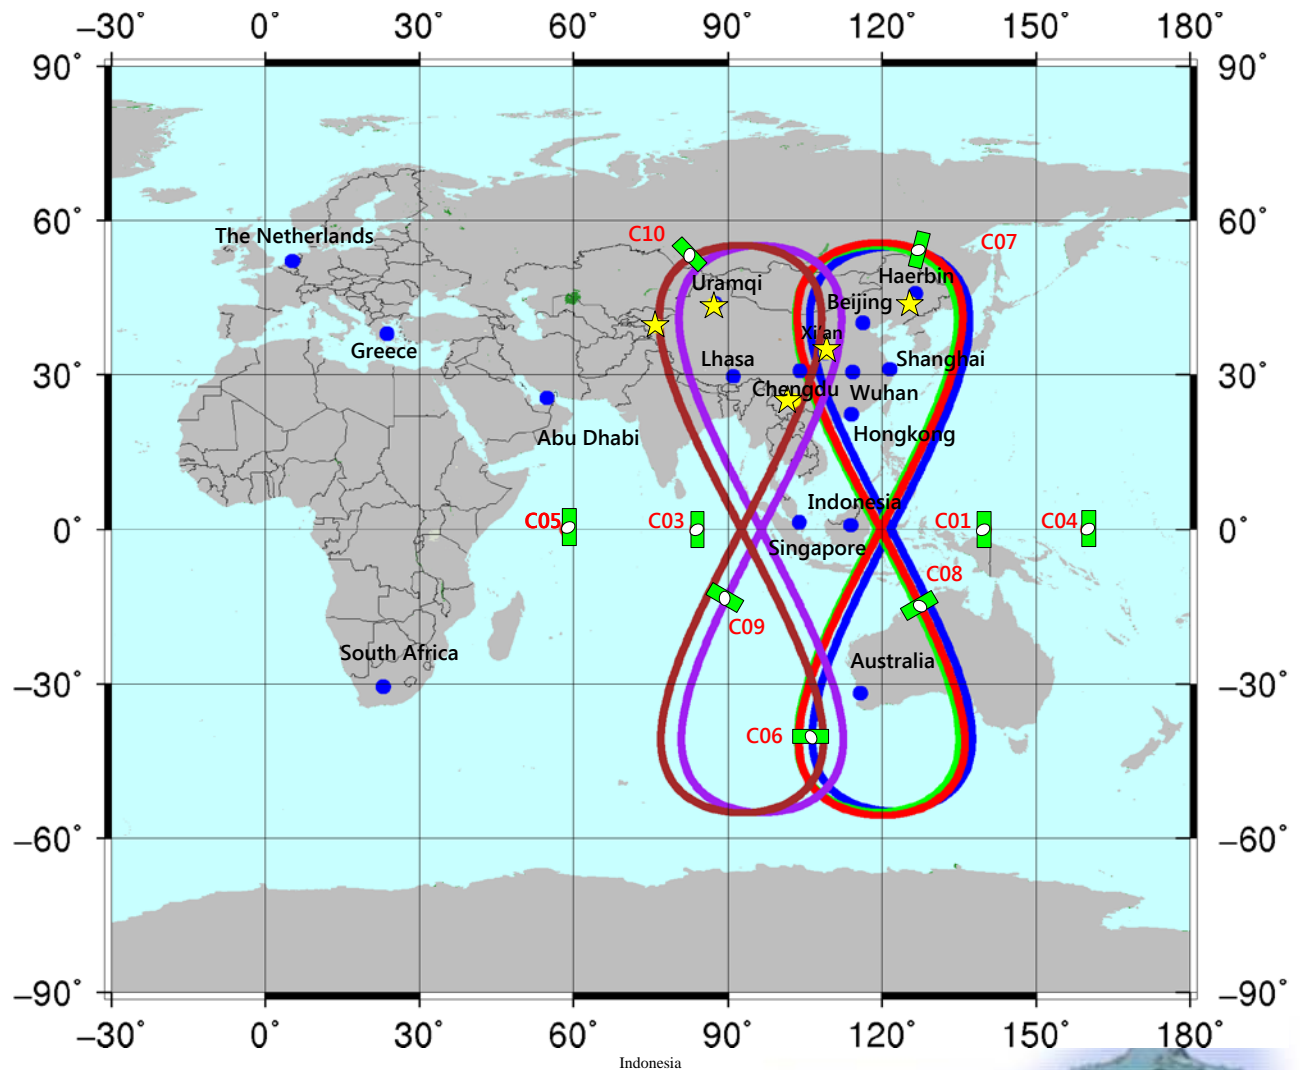 −30 0° 30° 60° 90° 120° 150° 180°
90° 90°
60° 60°
The Netherlands
C10
C07
Haerbin
Uramqi
Beijing
Xi'an
Greece
Lhasa
Shanghai
30° 30°
Chengdu
Wuhan
Abu Dhabi
Hongkong
Indonesia
C05 C03 C01 C04
0° 0°
Singapore
C08
C09
South Africa
Australia
−30° −30°
C06
−60° −60°
−90° −90°
−30° 0° 30° 60° 90° 120° 150° 180°
Indonesia